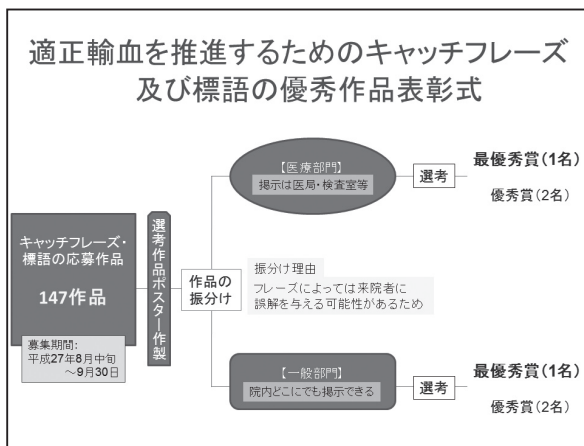 適正輸血を推進するためのキャッチフレーズ
及び標語の優秀作品表彰式
キャッチフレーズ・
標語の応募作品
147作品
募集期間:
平成27年8月中旬
～9月30日
選考作品ポスター作製
作品の
振分け
【医療部門】
掲示は医局・検査室等
選考
最優秀賞(1名)
優秀賞(2名)
振分け理由
フレーズによっては来院者に
誤解を与える可能性があるため
【一般部門】
院内どこにでも掲示できる
選考
最優秀賞(1名)
優秀賞(2名)